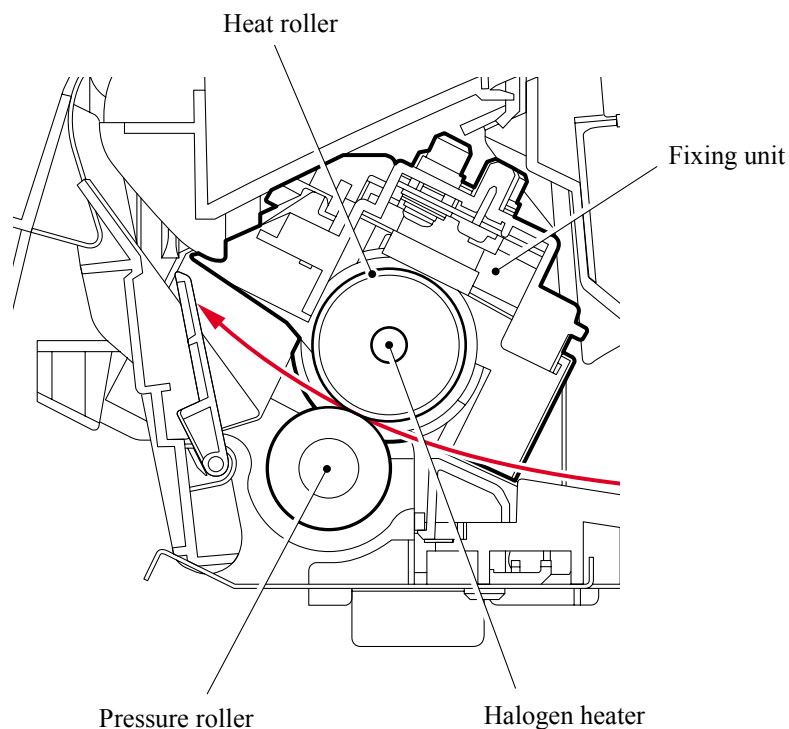 Heat roller
Fixing unit
Pressure roller
Halogen heater